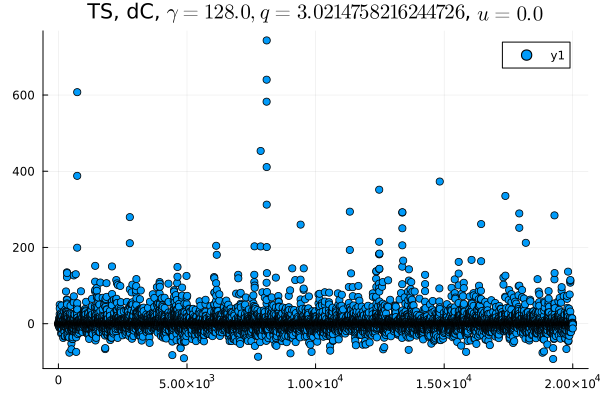 TS, dC, γ = 128.0, q = 3.0214758216244726, u = 0.0
y1
600
400
200
0
0 5.00×10³ 1.00×10⁴ 1.50×10⁴ 2.00×10⁴